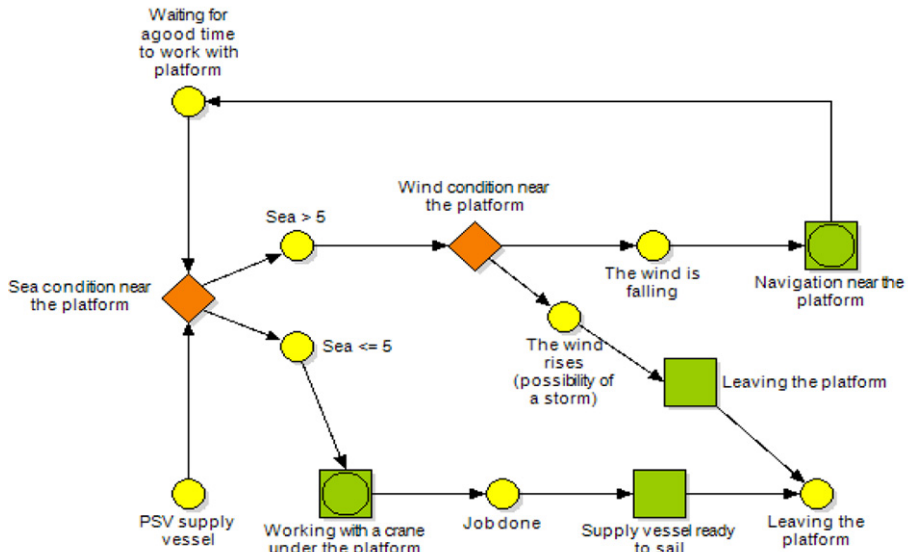 Waiting for
agood time
to work with
platform
Wind condition near
the platform
Sea > 5
The wind is
falling
Navigation near the
platform
Sea condition near
the platform
Sea <= 5
The wind
rises
(possibility of
a storm)
Leaving the platform
PSV supply
vessel
Working with a crane
under the platform
Job done
Supply vessel ready
to sail
Leaving the
platform